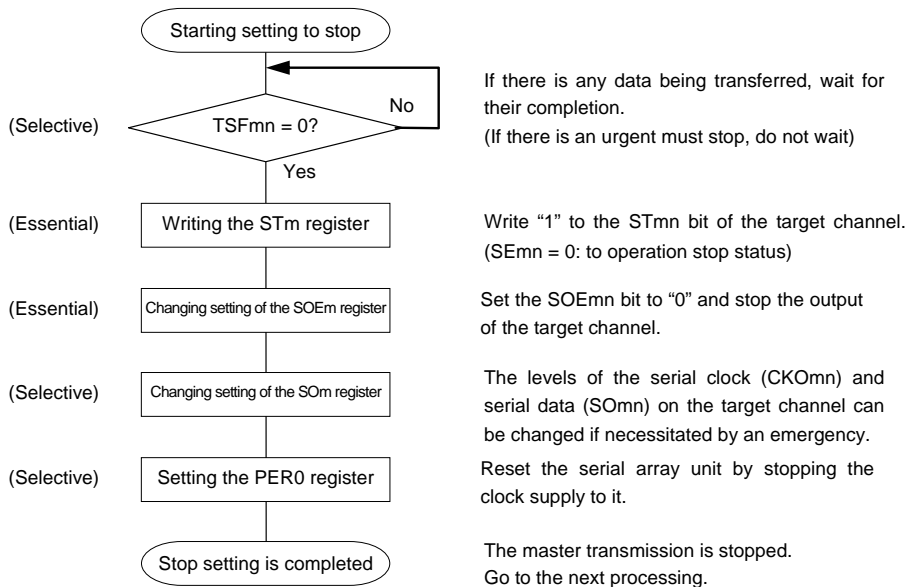 Starting setting to stop
No
If there is any data being transferred, wait for
their completion.
(If there is an urgent must stop, do not wait)
(Selective)
TSFmn = 0?
Yes
(Essential)
Writing the STm register
Write “1” to the STmn bit of the target channel.
(SEmn = 0: to operation stop status)
(Essential)
Changing setting of the SOEm register
Set the SOEmn bit to “0” and stop the output
of the target channel.
(Selective)
Changing setting of the SOm register
The levels of the serial clock (CKOmn) and
serial data (SOmn) on the target channel can
be changed if necessitated by an emergency.
(Selective)
Setting the PER0 register
Reset the serial array unit by stopping the
clock supply to it.
Stop setting is completed
The master transmission is stopped.
Go to the next processing.